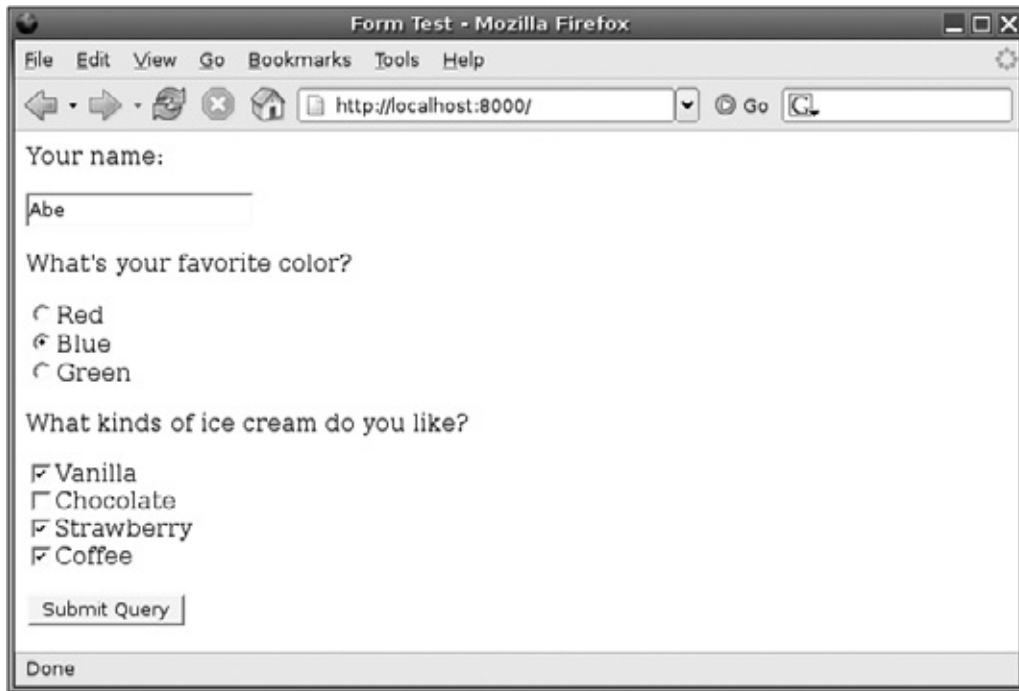 Form Test - Mozilla Firefox
File Edit View Go Bookmarks Tools Help
http://localhost:8000/ Go G
Your name:
Abe
What's your favorite color?
Red
Blue
Green
What kinds of ice cream do you like?
Vanilla
Chocolate
Strawberry
Coffee
Submit Query
Done